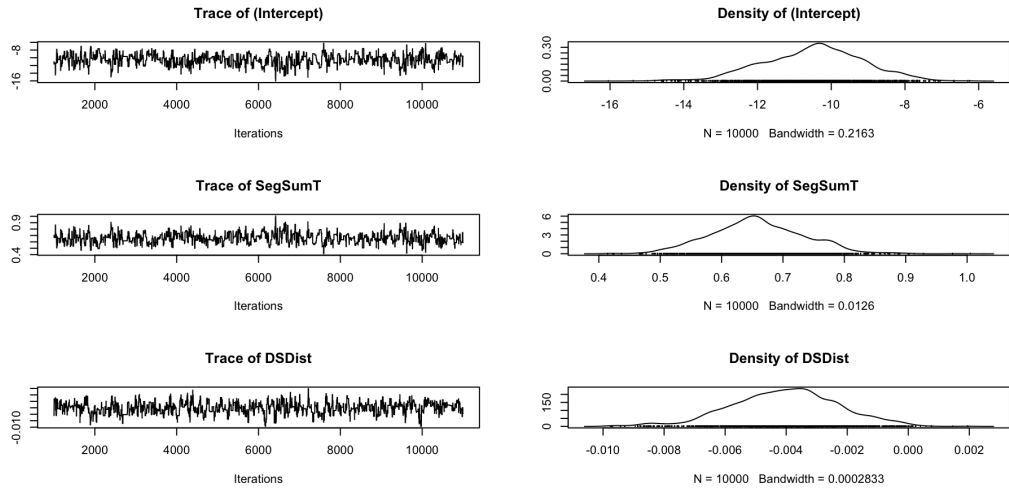 Trace of (Intercept)
-16 -8
2000 4000 6000 8000 10000
Iterations
Density of (Intercept)
0.00 0.30
-16 -14 -12 -10 -8 -6
N = 10000 Bandwidth = 0.2163
Trace of SegSumT
0.4 0.9
2000 4000 6000 8000 10000
Iterations
Density of SegSumT
0 3 6
0.4 0.5 0.6 0.7 0.8 0.9 1.0
N = 10000 Bandwidth = 0.0126
Trace of DSDist
-0.010
2000 4000 6000 8000 10000
Iterations
Density of DSDist
0 150
-0.010 -0.008 -0.006 -0.004 -0.002 0.000 0.002
N = 10000 Bandwidth = 0.0002833